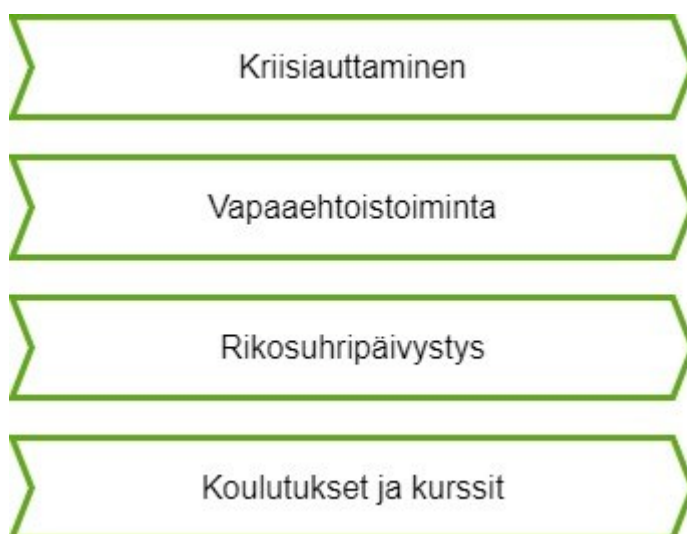 Kriisiauttaminen
Vapaaehtoistoiminta
Rikosuhripäivystys
Koulutukset ja kurssit